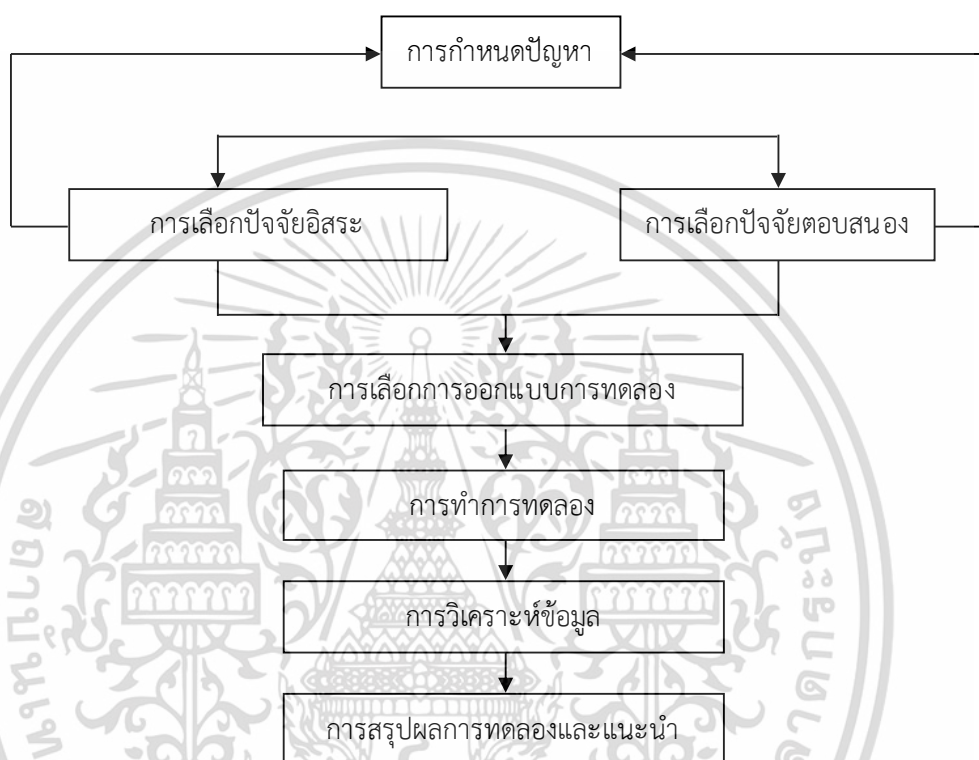 การกำหนดปัญหา
การเลือกปัจจัยอิสระ
การเลือกปัจจัยตอบสนอง
การเลือกการออกแบบการทดลอง
การทำการทดลอง
การวิเคราะห์ข้อมูล
การสรุปผลการทดลองและแนะนำ